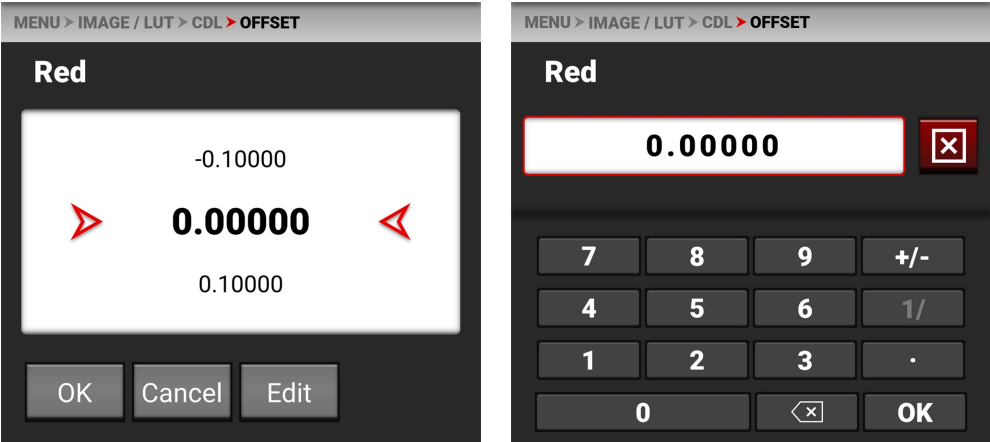 MENU > IMAGE / LUT > CDL > OFFSET
Red
-0.10000
0.00000
0.10000
OK Cancel Edit
MENU > IMAGE / LUT > CDL > OFFSET
Red
0.00000
7 8 9 +/-
4 5 6 1/
1 2 3 .
0 OK